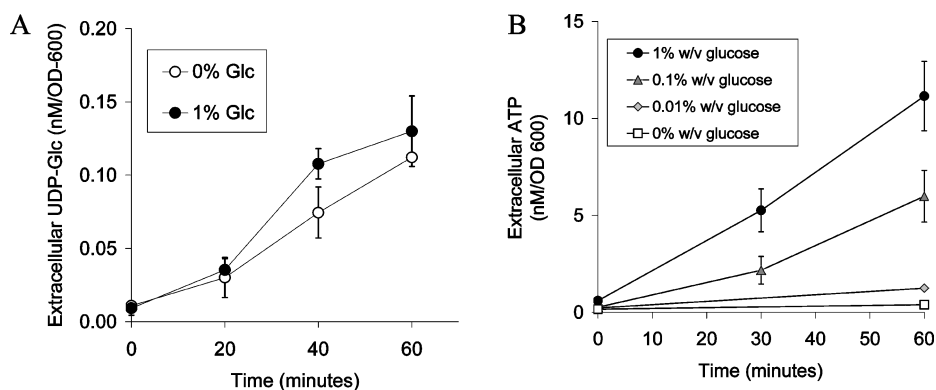 A
Extracellular UDP-Glc (nM/OD-600)
0.20
0.15
0.10
0.05
0.00
0% Glc
1% Glc
0
20
40
60
Time (minutes)
B
Extracellular ATP
(nM/OD 600)
15
10
5
0
1% w/v glucose
0.1% w/v glucose
0.01% w/v glucose
0% w/v glucose
0
10
20
30
40
50
60
Time (minutes)